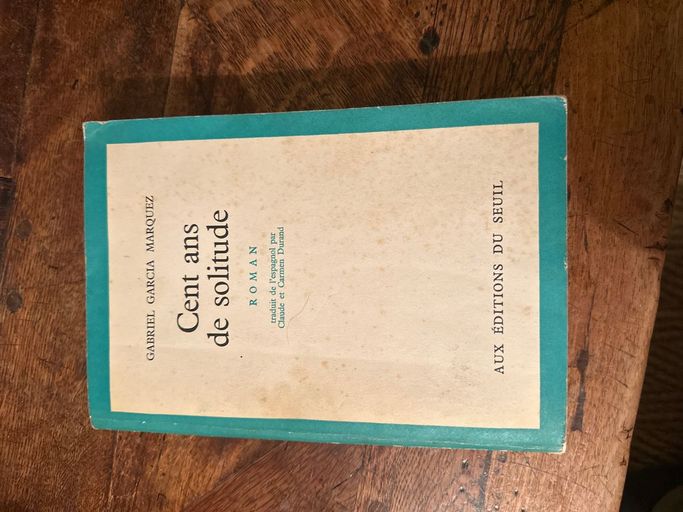 GABRIEL GARCIA MARQUEZ
Cent ans
de solitude
ROMAN
traduit de l'espagnol par
Claude et Carmen Durand
AUX ÉDITIONS DU SEUIL